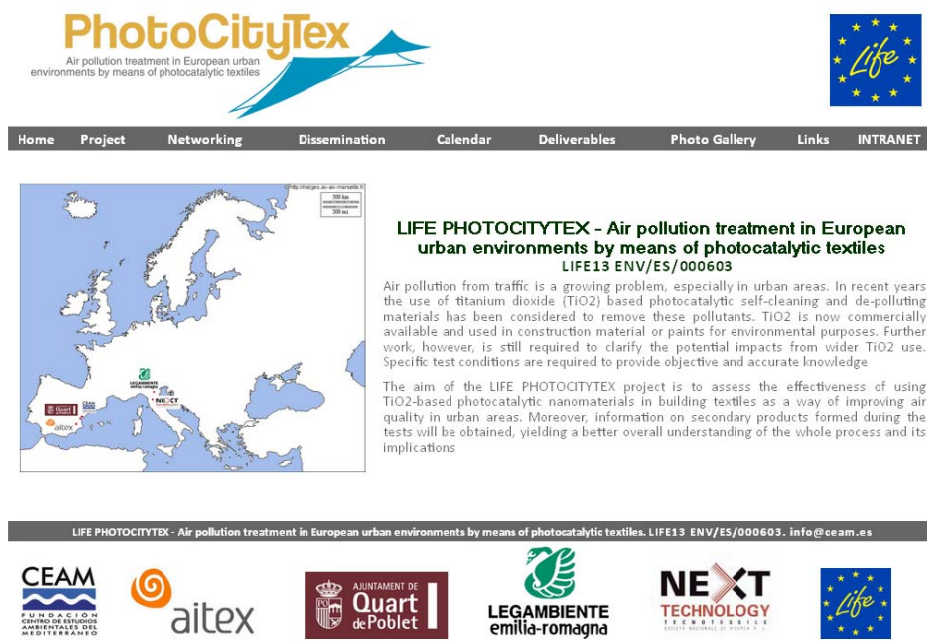 PhotoCityTex
Air pollution treatment in European urban
environments by means of photocatalytic textiles
Life
Home Project Networking Dissemination Calendar Deliverables Photo Gallery Links INTRANET
LIFE PHOTOCITYTEX - Air pollution treatment in European
urban environments by means of photocatalytic textiles
LIFE13 ENV/ES/000603
Air pollution from traffic is a growing problem, especially in urban areas. In recent years
the use of titanium dioxide (TiO2) based photocatalytic self-cleaning and de-polluting
materials has been considered to remove these pollutants. TiO2 is now commercially
available and used in construction material or paints for environmental purposes. Further
work, however, is still required to clarify the potential impacts from wider TiO2 use.
Specific test conditions are required to provide objective and accurate knowledge
The aim of the LIFE PHOTOCITYTEX project is to assess the effectiveness of using
TiO2-based photocatalytic nanomaterials in building textiles as a way of improving air
quality in urban areas. Moreover, information on secondary products formed during the
tests will be obtained, yielding a better overall understanding of the whole process and its
implications
LEGAMBIENTE
emilia-romagna
NEXT
Quart
CEAM
aitex
LIFE PHOTOCITYTEX - Air pollution treatment in European urban environments by means of photocatalytic textiles. LIFE13 ENV/ES/000603. info@ceam.es
CEAM
FUNDACIÓN
CENTRO DE ESTUDIOS
AMBIENTALES DEL
MEDITERRÁNEO
aitex
AJUNTAMENT DE
Quart
de Poblet
LEGAMBIENTE
emilia-romagna
NEXT
TECHNOLOGY
TECNOTESSILE
Life